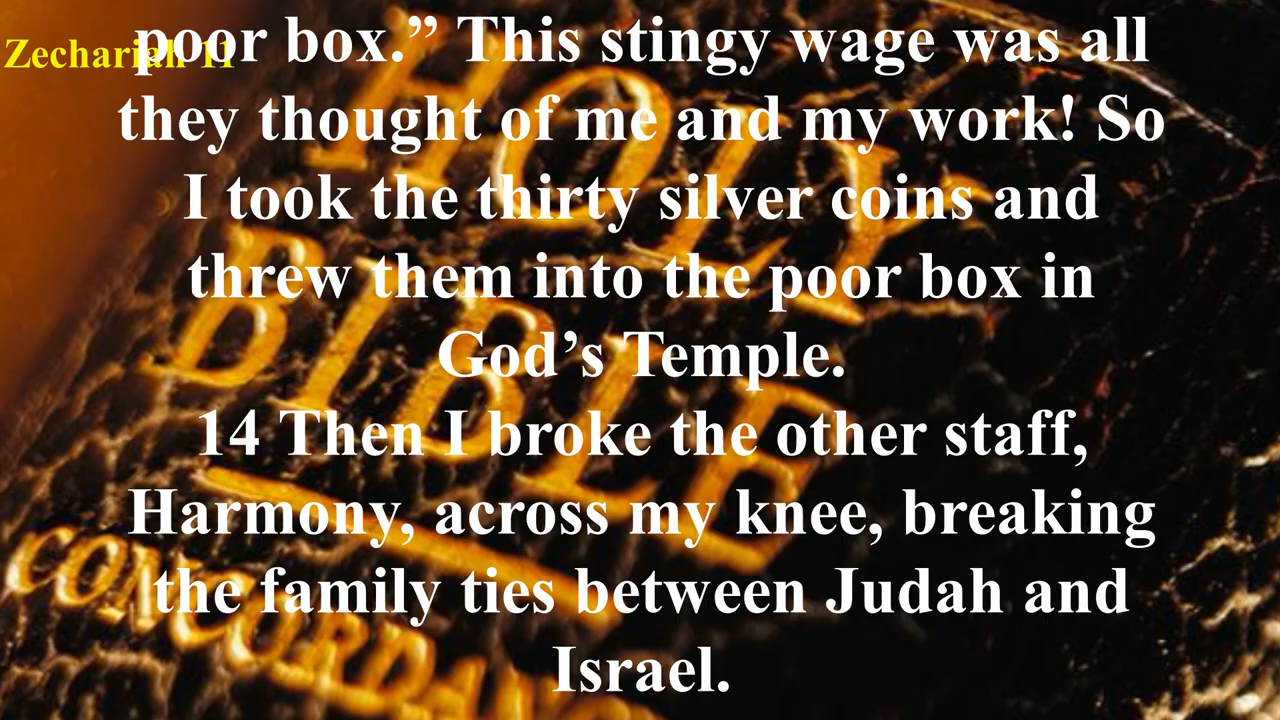 Zechariah 11
poor box.” This stingy wage was all
they thought of me and my work! So
I took the thirty silver coins and
threw them into the poor box in
God’s Temple.
14 Then I broke the other staff,
Harmony, across my knee, breaking
the family ties between Judah and
Israel.
HOLY
BIBLE